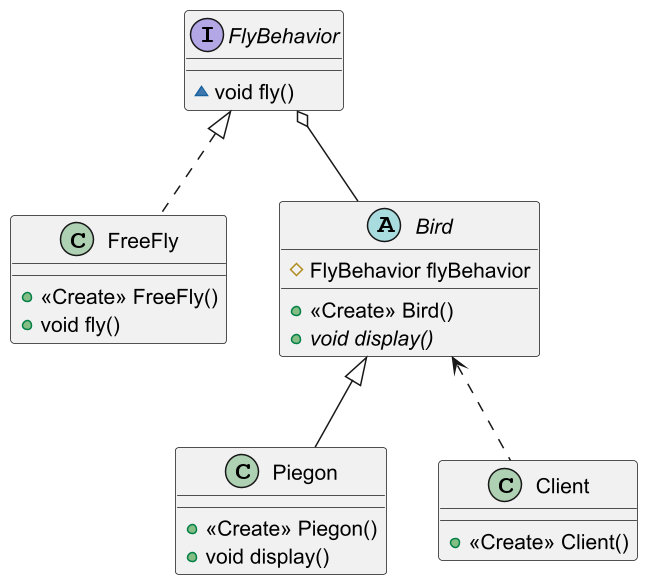 I FlyBehavior
void fly()
C FreeFly
«Create» FreeFly()
void fly()
A Bird
FlyBehavior flyBehavior
«Create» Bird()
void display()
C Piegon
«Create» Piegon()
void display()
C Client
«Create» Client()